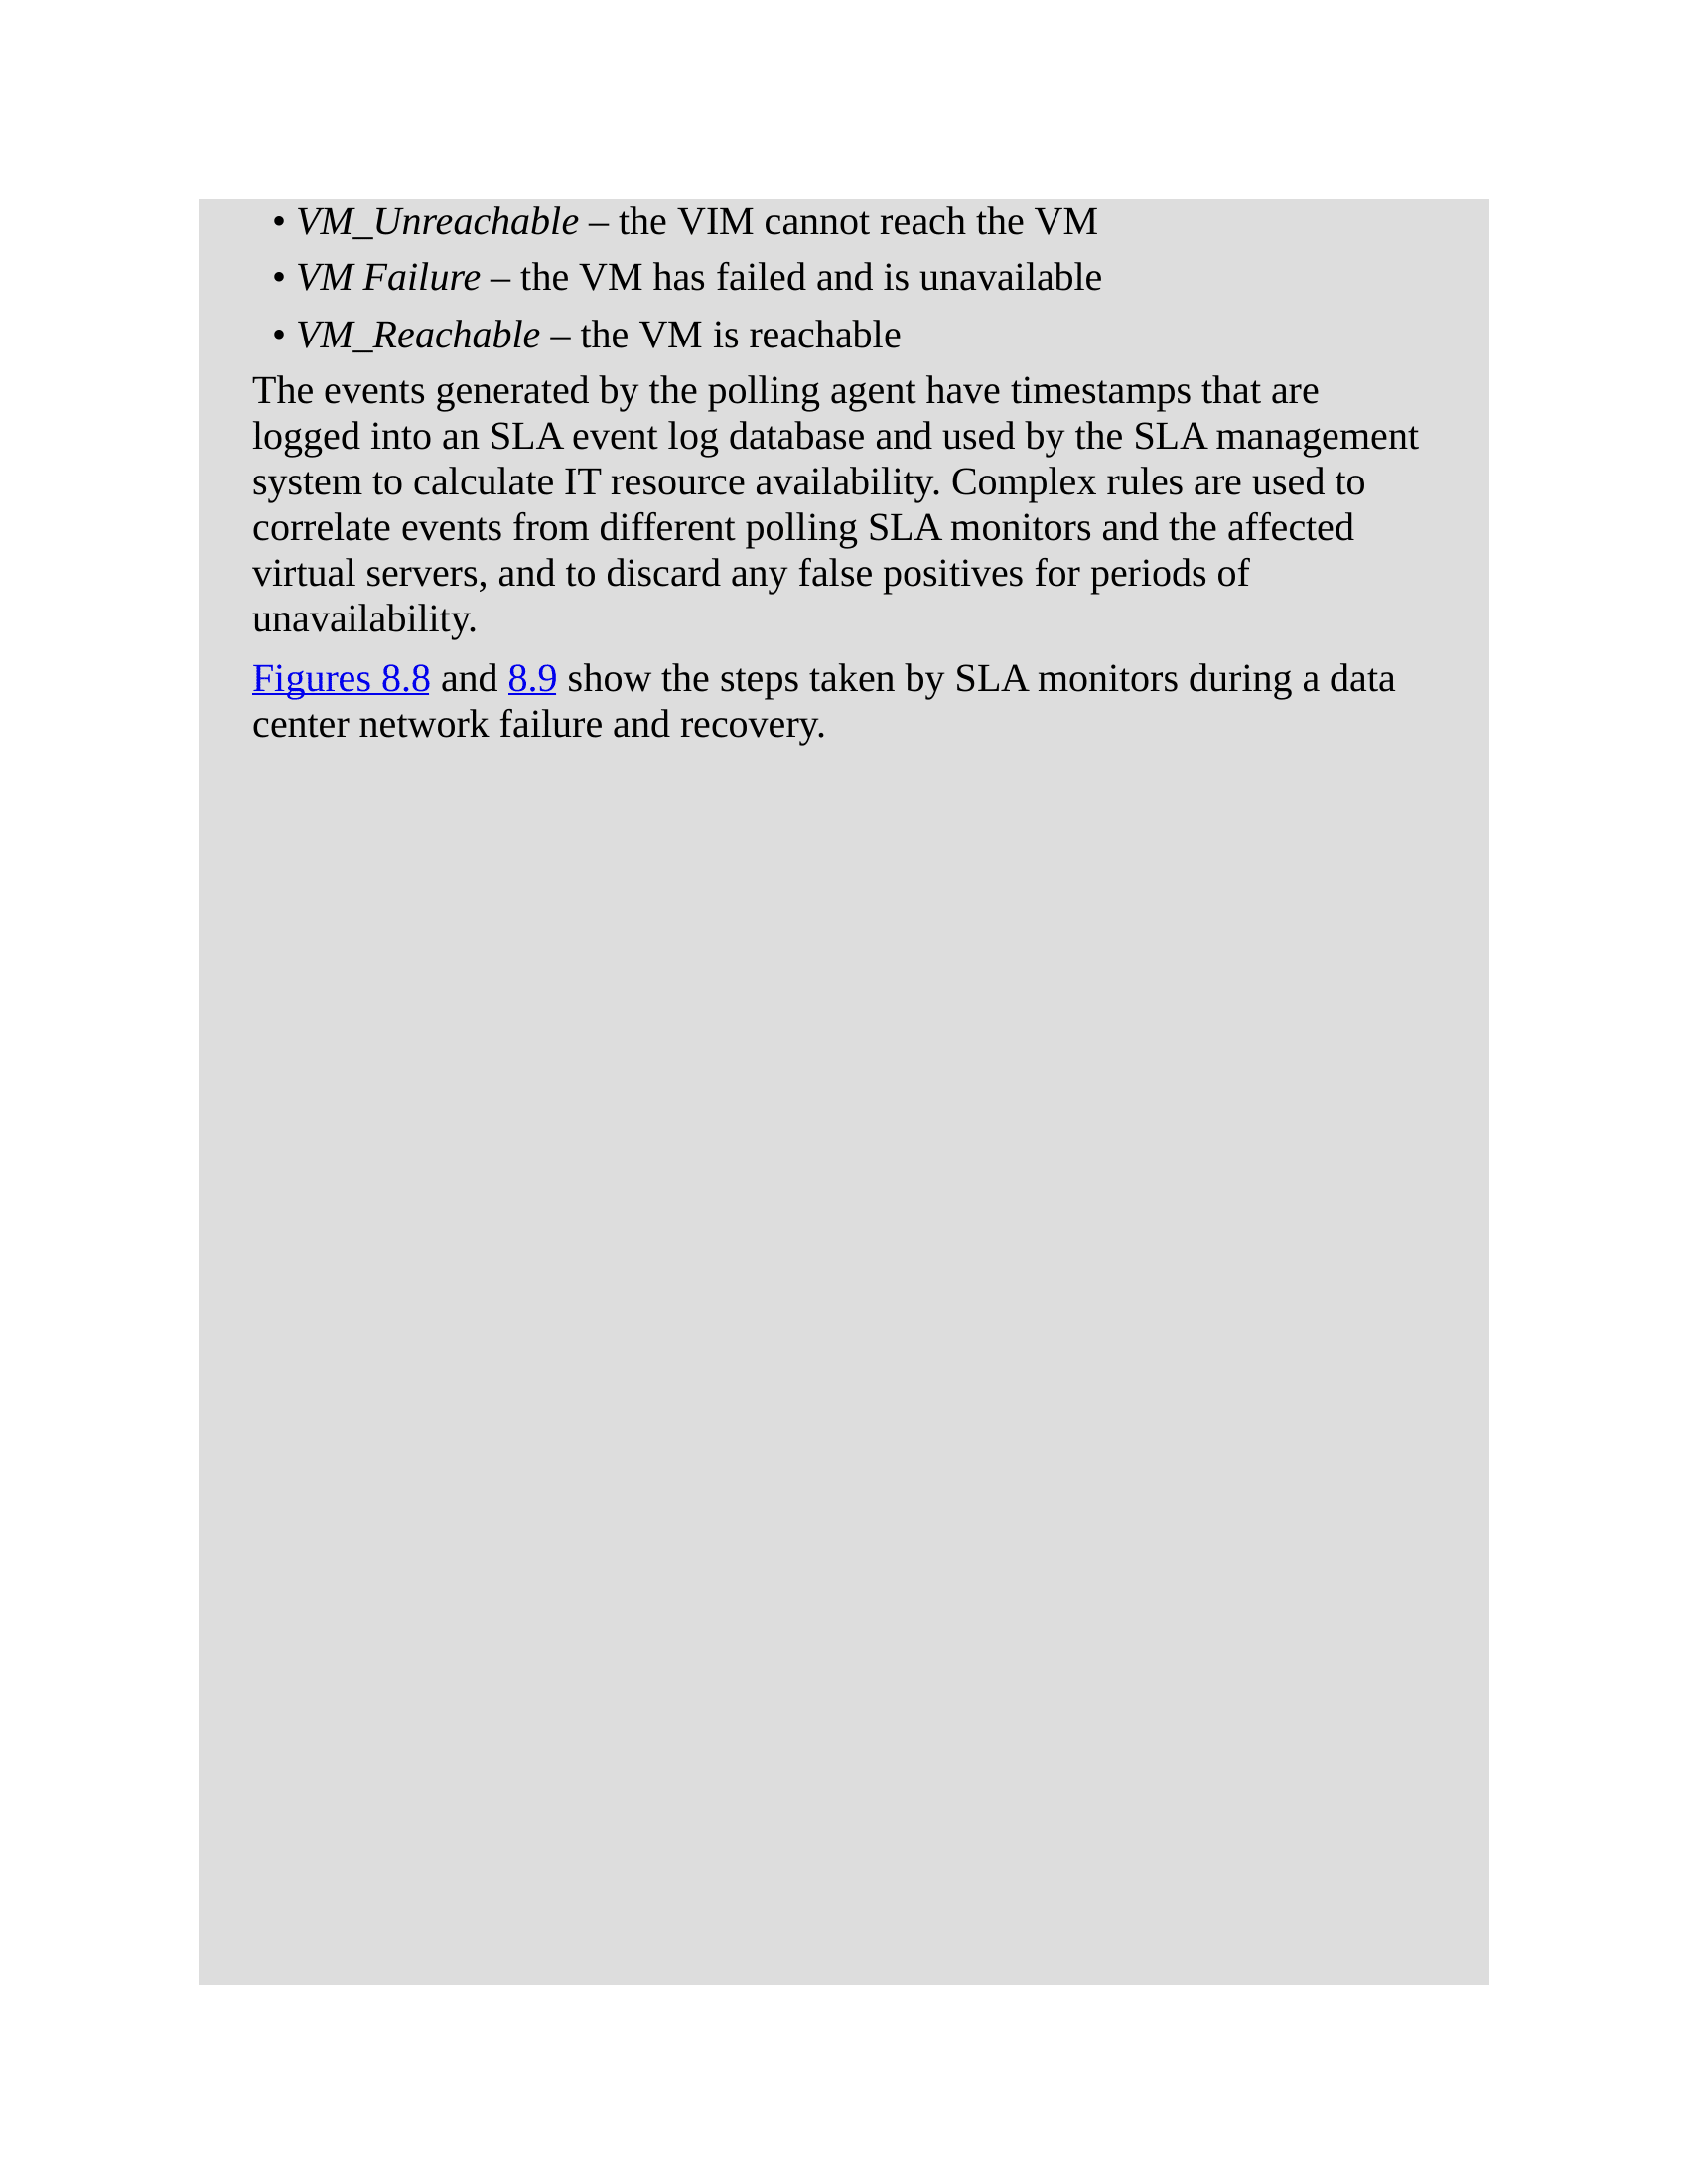 • VM_Unreachable – the VIM cannot reach the VM
• VM Failure – the VM has failed and is unavailable
• VM_Reachable – the VM is reachable
The events generated by the polling agent have timestamps that are
logged into an SLA event log database and used by the SLA management
system to calculate IT resource availability. Complex rules are used to
correlate events from different polling SLA monitors and the affected
virtual servers, and to discard any false positives for periods of
unavailability.
Figures 8.8 and 8.9 show the steps taken by SLA monitors during a data
center network failure and recovery.